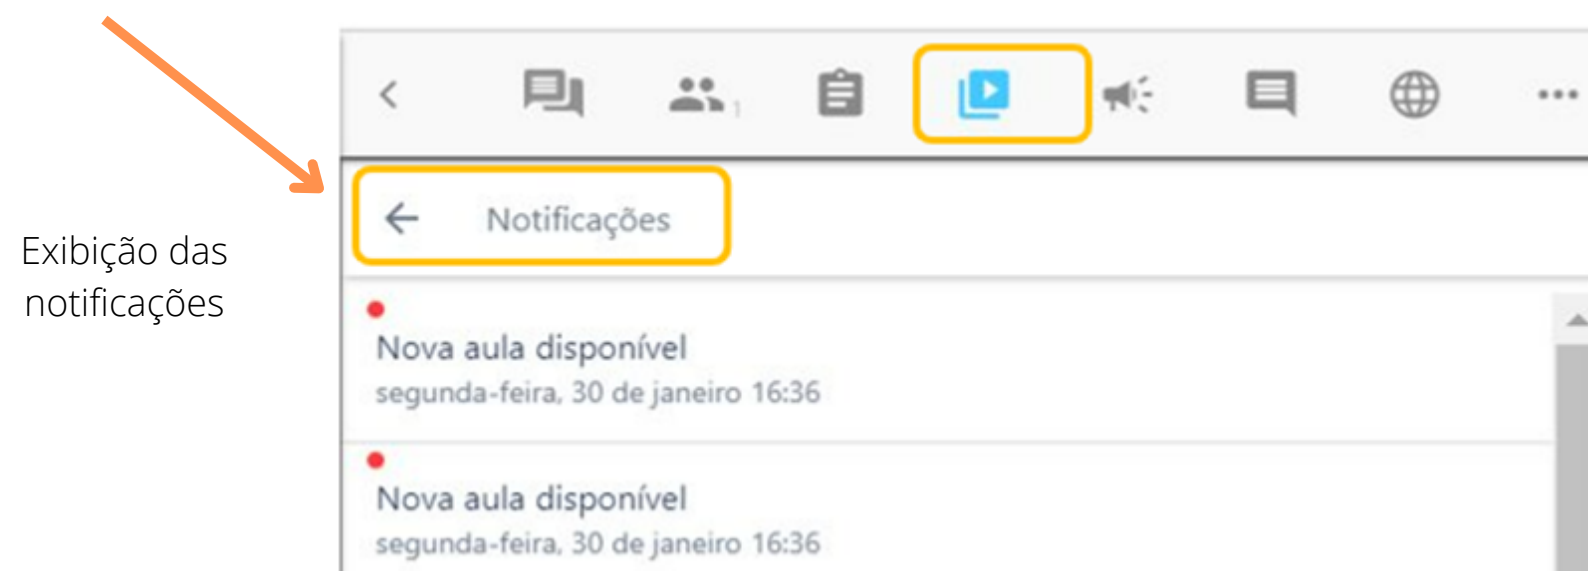 1
Notificações
Exibição das
notificações
Nova aula disponível
segunda-feira, 30 de janeiro 16:36
Nova aula disponível
segunda-feira, 30 de janeiro 16:36